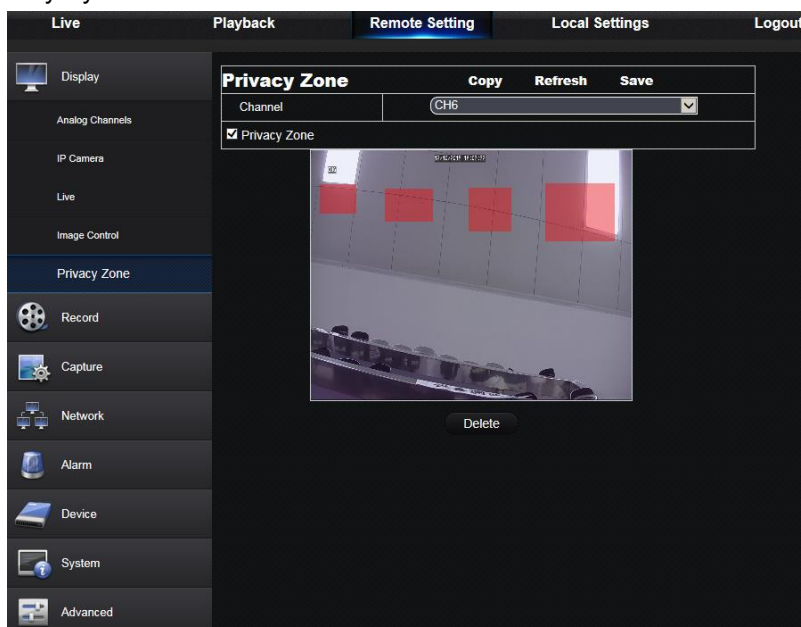 Live Playback Remote Setting Local Settings Logout
Display
Analog Channels
IP Camera
Live
Image Control
Privacy Zone
Record
Capture
Network
Alarm
Device
System
Advanced
Privacy Zone Copy Refresh Save
Channel CH6
Privacy Zone
Delete